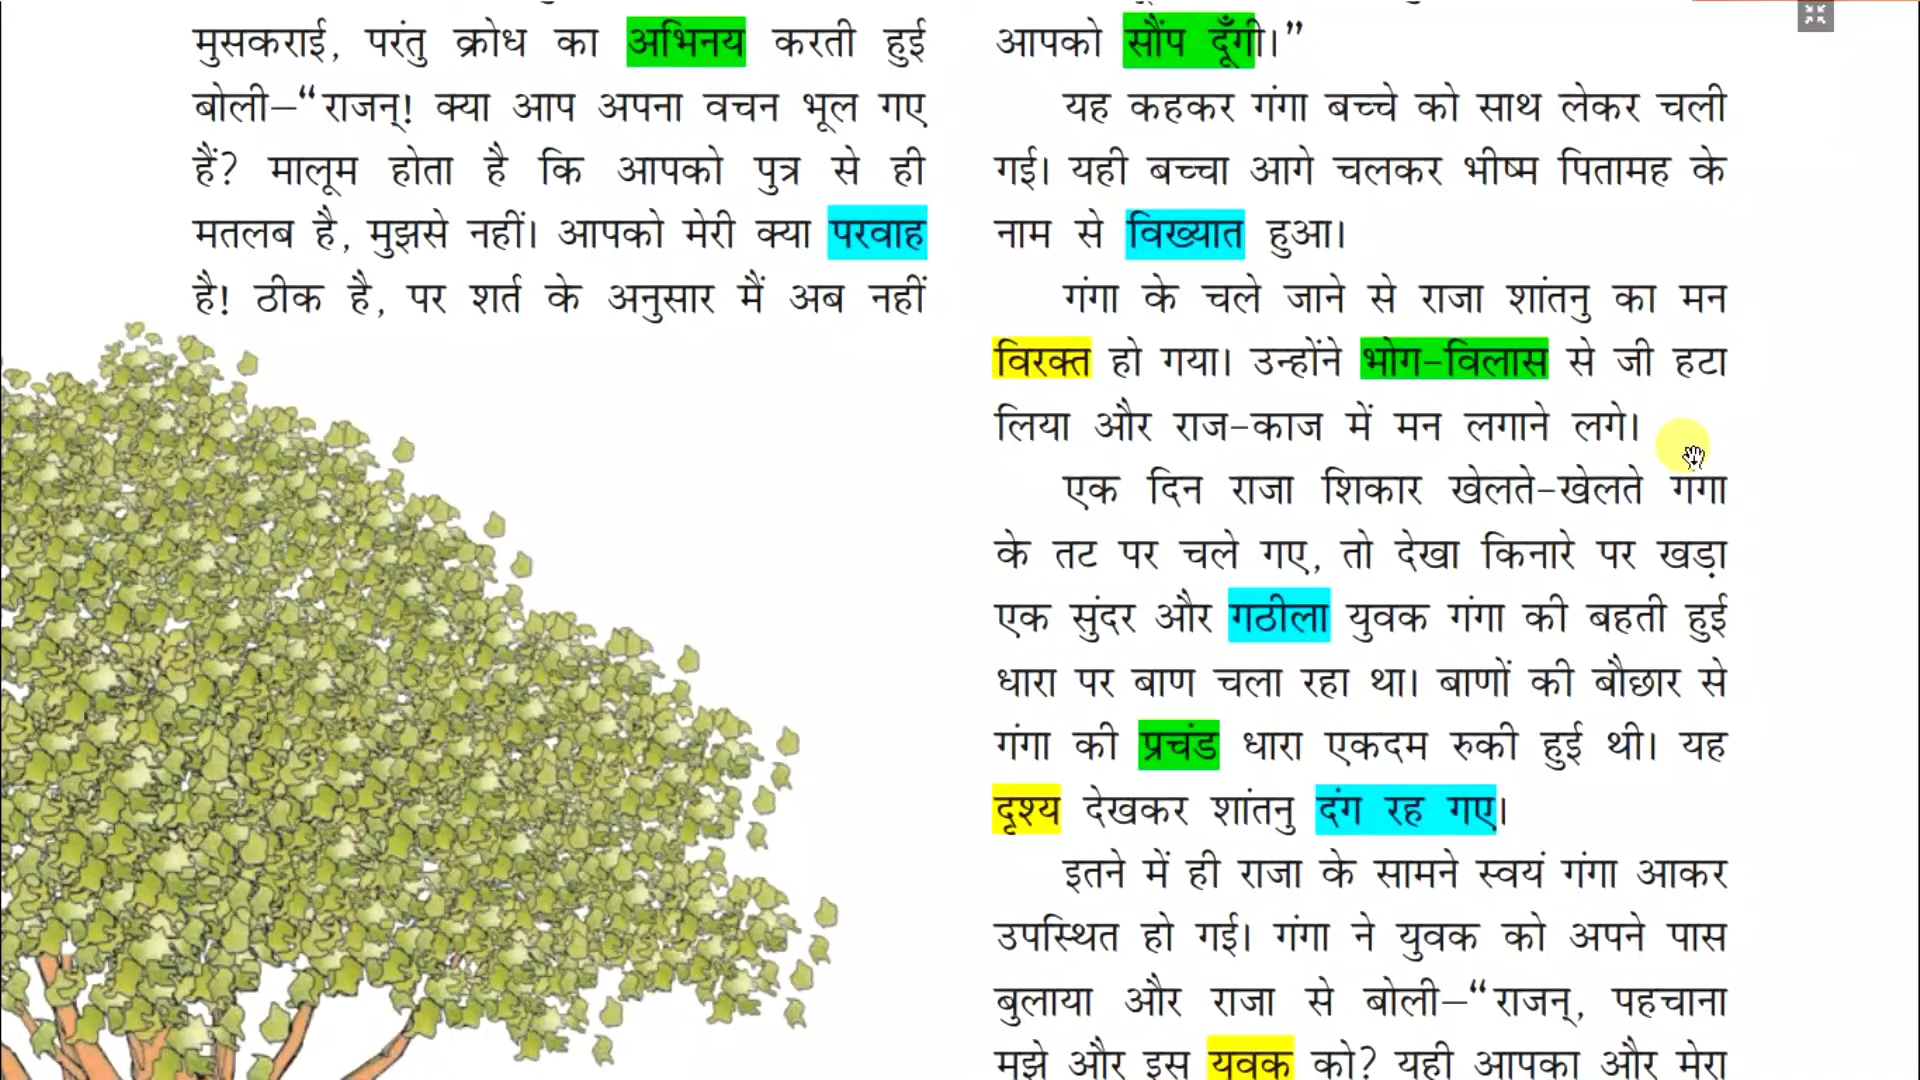 मुसकराई, परंतु क्रोध का अभिनय करती हुई
बोली–“राजन्! क्या आप अपना वचन भूल गए
हैं? मालूम होता है कि आपको पुत्र से ही
मतलब है, मुझसे नहीं। आपको मेरी क्या परवाह
है! ठीक है, पर शर्त के अनुसार मैं अब नहीं
आपको सौंप दूँगी।”
यह कहकर गंगा बच्चे को साथ लेकर चली
गई। यही बच्चा आगे चलकर भीष्म पितामह के
नाम से विख्यात हुआ।
गंगा के चले जाने से राजा शांतनु का मन
विरक्त हो गया। उन्होंने भोग-विलास से जी हटा
लिया और राज-काज में मन लगाने लगे।
एक दिन राजा शिकार खेलते-खेलते गंगा
के तट पर चले गए, तो देखा किनारे पर खड़ा
एक सुंदर और गठीला युवक गंगा की बहती हुई
धारा पर बाण चला रहा था। बाणों की बौछार से
गंगा की प्रचंड धारा एकदम रुकी हुई थी। यह
दृश्य देखकर शांतनु दंग रह गए।
इतने में ही राजा के सामने स्वयं गंगा आकर
उपस्थित हो गई। गंगा ने युवक को अपने पास
बुलाया और राजा से बोली–“राजन्, पहचाना
मुझे और इस युवक को? यही आपका और मेरा